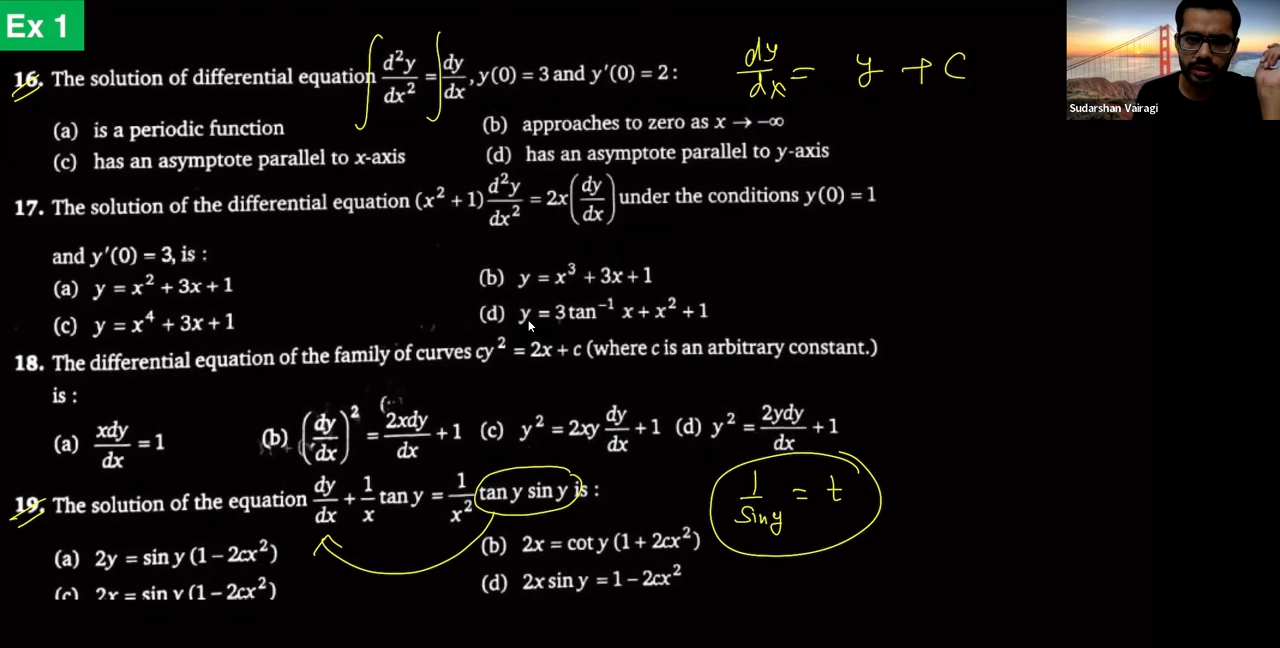 Ex 1
16. The solution of differential equation ∫ d²y/dx² = ∫ dy/dx, y(0) = 3 and y′(0) = 2 : dy/dx = y + C
Sudarshan Vairagi
(a) is a periodic function (b) approaches to zero as x → −∞
(c) has an asymptote parallel to x-axis (d) has an asymptote parallel to y-axis
17. The solution of the differential equation (x² + 1) d²y/dx² = 2x (dy/dx) under the conditions y(0) = 1
and y′(0) = 3, is :
(a) y = x² + 3x + 1 (b) y = x³ + 3x + 1
(c) y = x⁴ + 3x + 1 (d) y = 3 tan⁻¹ x + x² + 1
18. The differential equation of the family of curves cy² = 2x + c (where c is an arbitrary constant.)
is :
(a) xdy/dx = 1 (b) (dy/dx)² = 2xdy/dx + 1 (c) y² = 2xy dy/dx + 1 (d) y² = 2ydy/dx + 1
19. The solution of the equation dy/dx + 1/x tan y = 1/x² tan y sin y is : 1/Sin y = t
(a) 2y = sin y (1 − 2cx²) (b) 2x = cot y (1 + 2cx²)
(c) 2x = sin y (1 − 2cx²) (d) 2x sin y = 1 − 2cx²